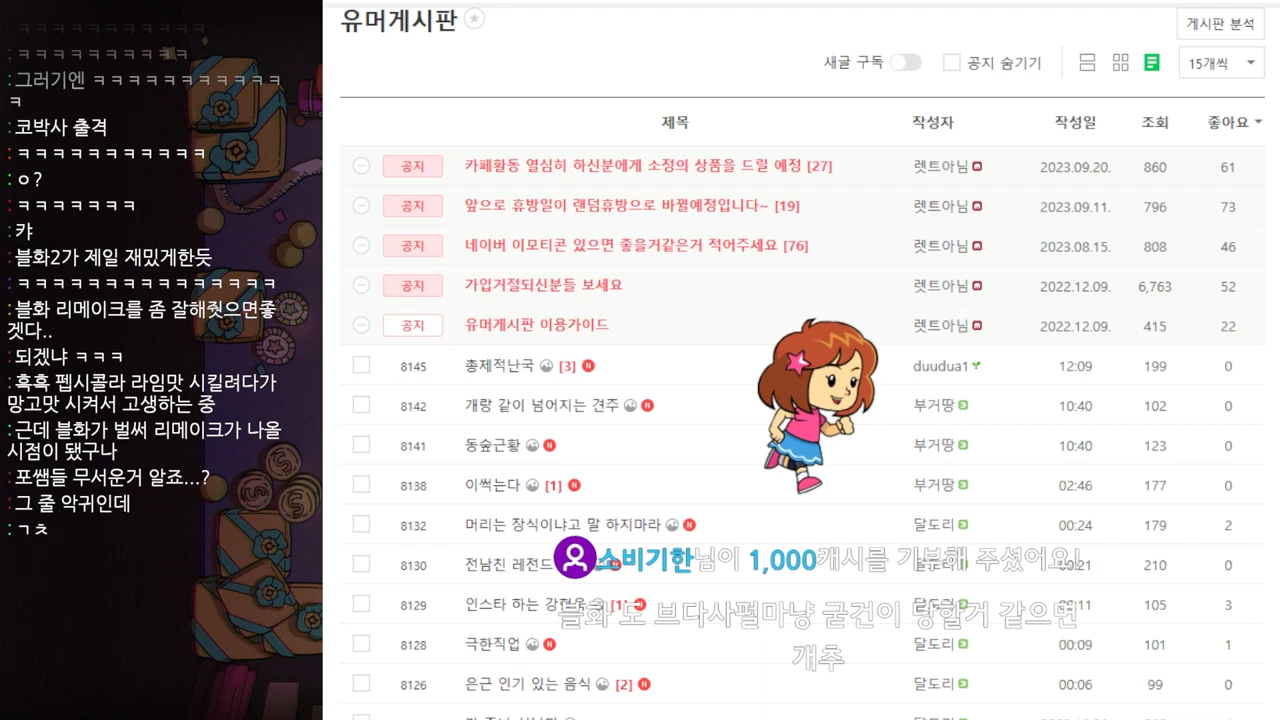 ㅋㅋㅋㅋㅋㅋㅋㅋㅋㅋㅋ
:ㅋㅋㅋㅋㅋㅋㅋㅋㅋㅋ
:그러기엔 ㅋㅋㅋㅋㅋㅋㅋㅋㅋㅋㅋ
ㅋ
:코박사 출격
:ㅋㅋㅋㅋㅋㅋㅋㅋㅋㅋㅋ
:ㅇ?
:ㅋㅋㅋㅋㅋㅋㅋ
:캬
:블화2가 제일 재밌게한듯
:ㅋㅋㅋㅋㅋㅋㅋㅋㅋㅋㅋㅋㅋㅋㅋ
:블화 리메이크를 좀 잘해줫으면좋
겟다..
:되겠냐 ㅋㅋㅋ
:흑흑 펩시콜라 라임맛 시킬려다가
망고맛 시켜서 고생하는 중
:근데 블화가 벌써 리메이크가 나올
시점이 됐구나
:포쌤들 무서운거 알죠...?
:그 줄 악귀인데
:ㄱㅊ
유머게시판
게시판 분석
새글 구독 공지 숨기기 15개씩
제목 작성자 작성일 조회 좋아요
공지 카페활동 열심히 하신분에게 소정의 상품을 드릴 예정 [27] 렛트아님 2023.09.20. 860 61
공지 앞으로 휴방일이 랜덤휴방으로 바뀔예정입니다~ [19] 렛트아님 2023.09.11. 796 73
공지 네이버 이모티콘 있으면 좋을거같은거 적어주세요 [76] 렛트아님 2023.08.15. 808 46
공지 가입거절되신분들 보세요 렛트아님 2022.12.09. 6,763 52
공지 유머게시판 이용가이드 렛트아님 2022.12.09. 415 22
8145 총제적난국 [3] N duudua1 12:09 199 0
8142 개랑 같이 넘어지는 견주 N 부거땅 10:40 102 0
8141 동숲근황 N 부거땅 10:40 123 0
8138 이썩는다 [1] N 부거땅 02:46 177 0
8132 머리는 장식이냐고 말 하지마라 N 달도리 00:24 179 2
8130 전남친 레전드 00:21 210 0
소비기한님이 1,000캐시를 기부해 주셨어요!
8129 인스타 하는 [1] 달도리 00:11 105 3
블화 도 브다샤펄마냥 굳건이 당할거 같으면
개추
8128 극한직업 N 달도리 00:09 101 1
8126 은근 인기 있는 음식 [2] N 달도리 00:06 99 0